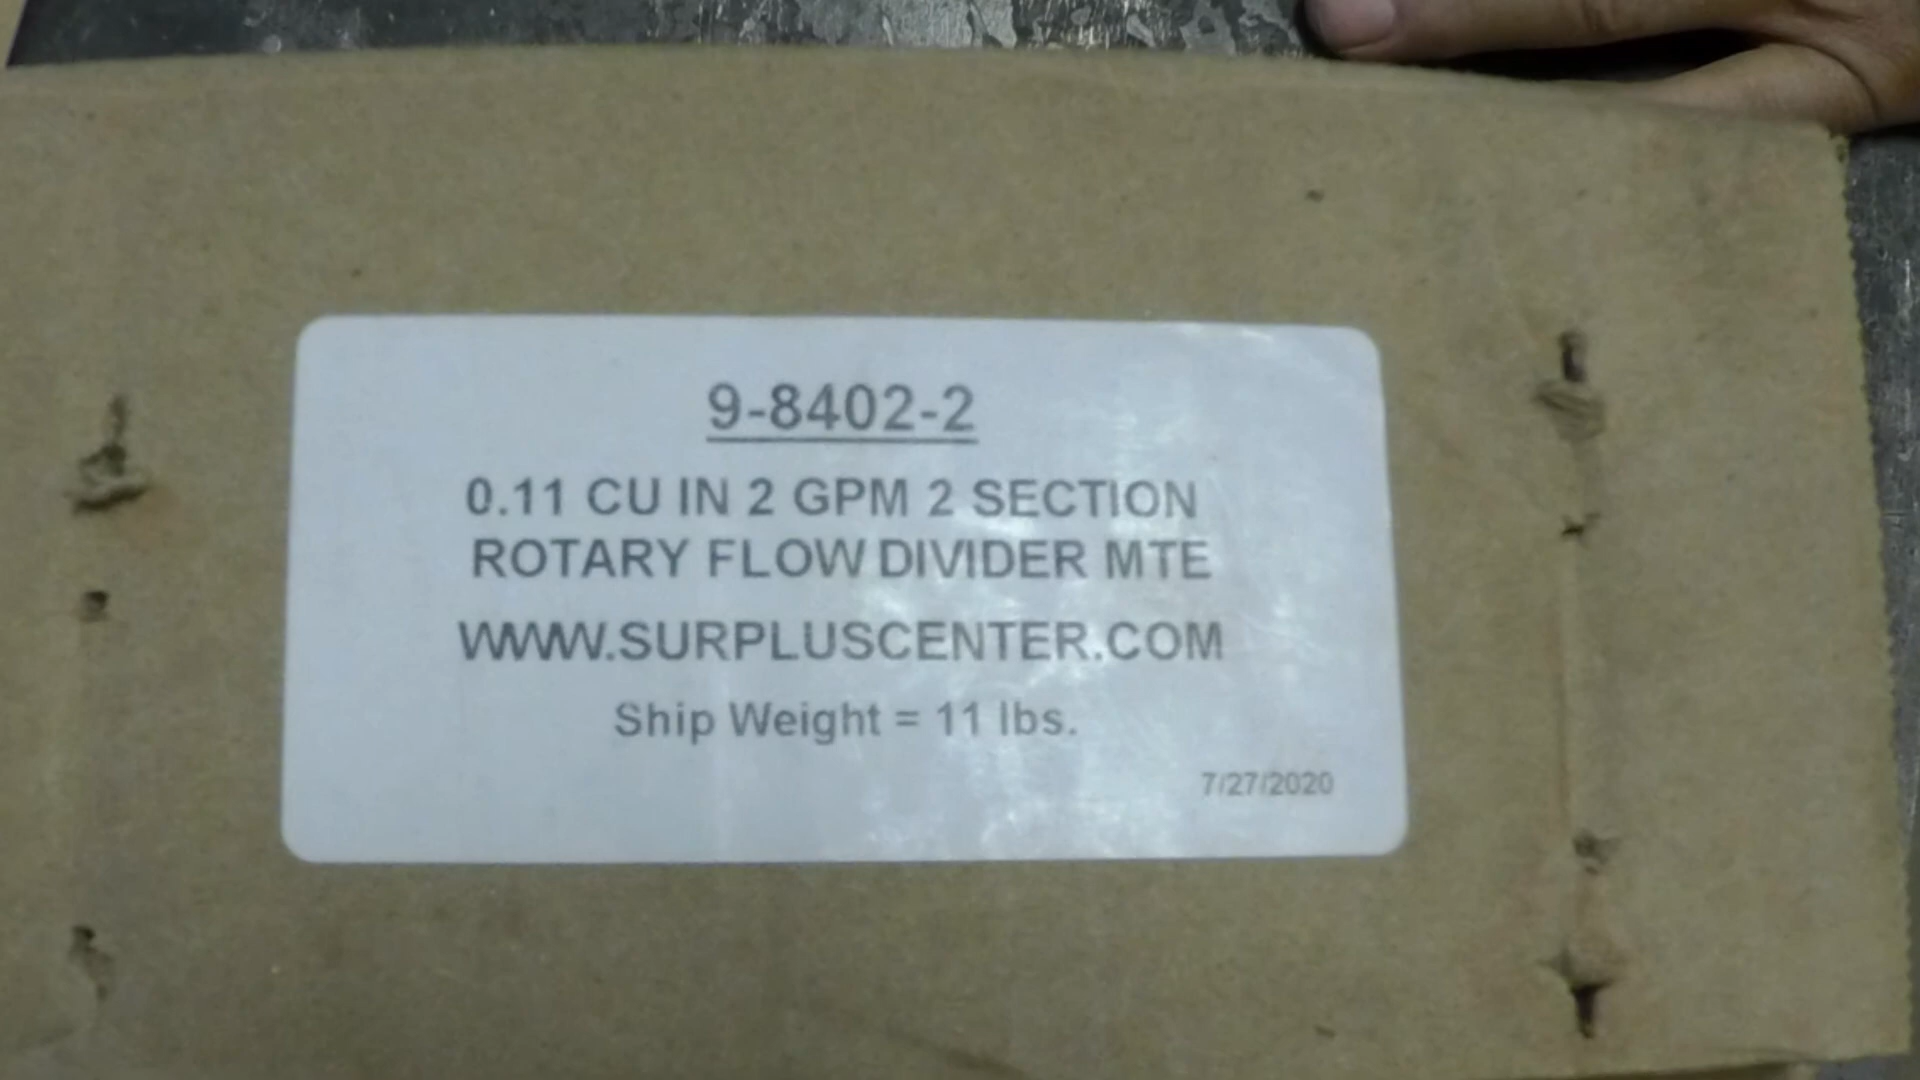 9-8402-2
0.11 CU IN 2 GPM 2 SECTION
ROTARY FLOW DIVIDER MTE
WWW.SURPLUSCENTER.COM
Ship Weight = 11 lbs.
7/27/2020